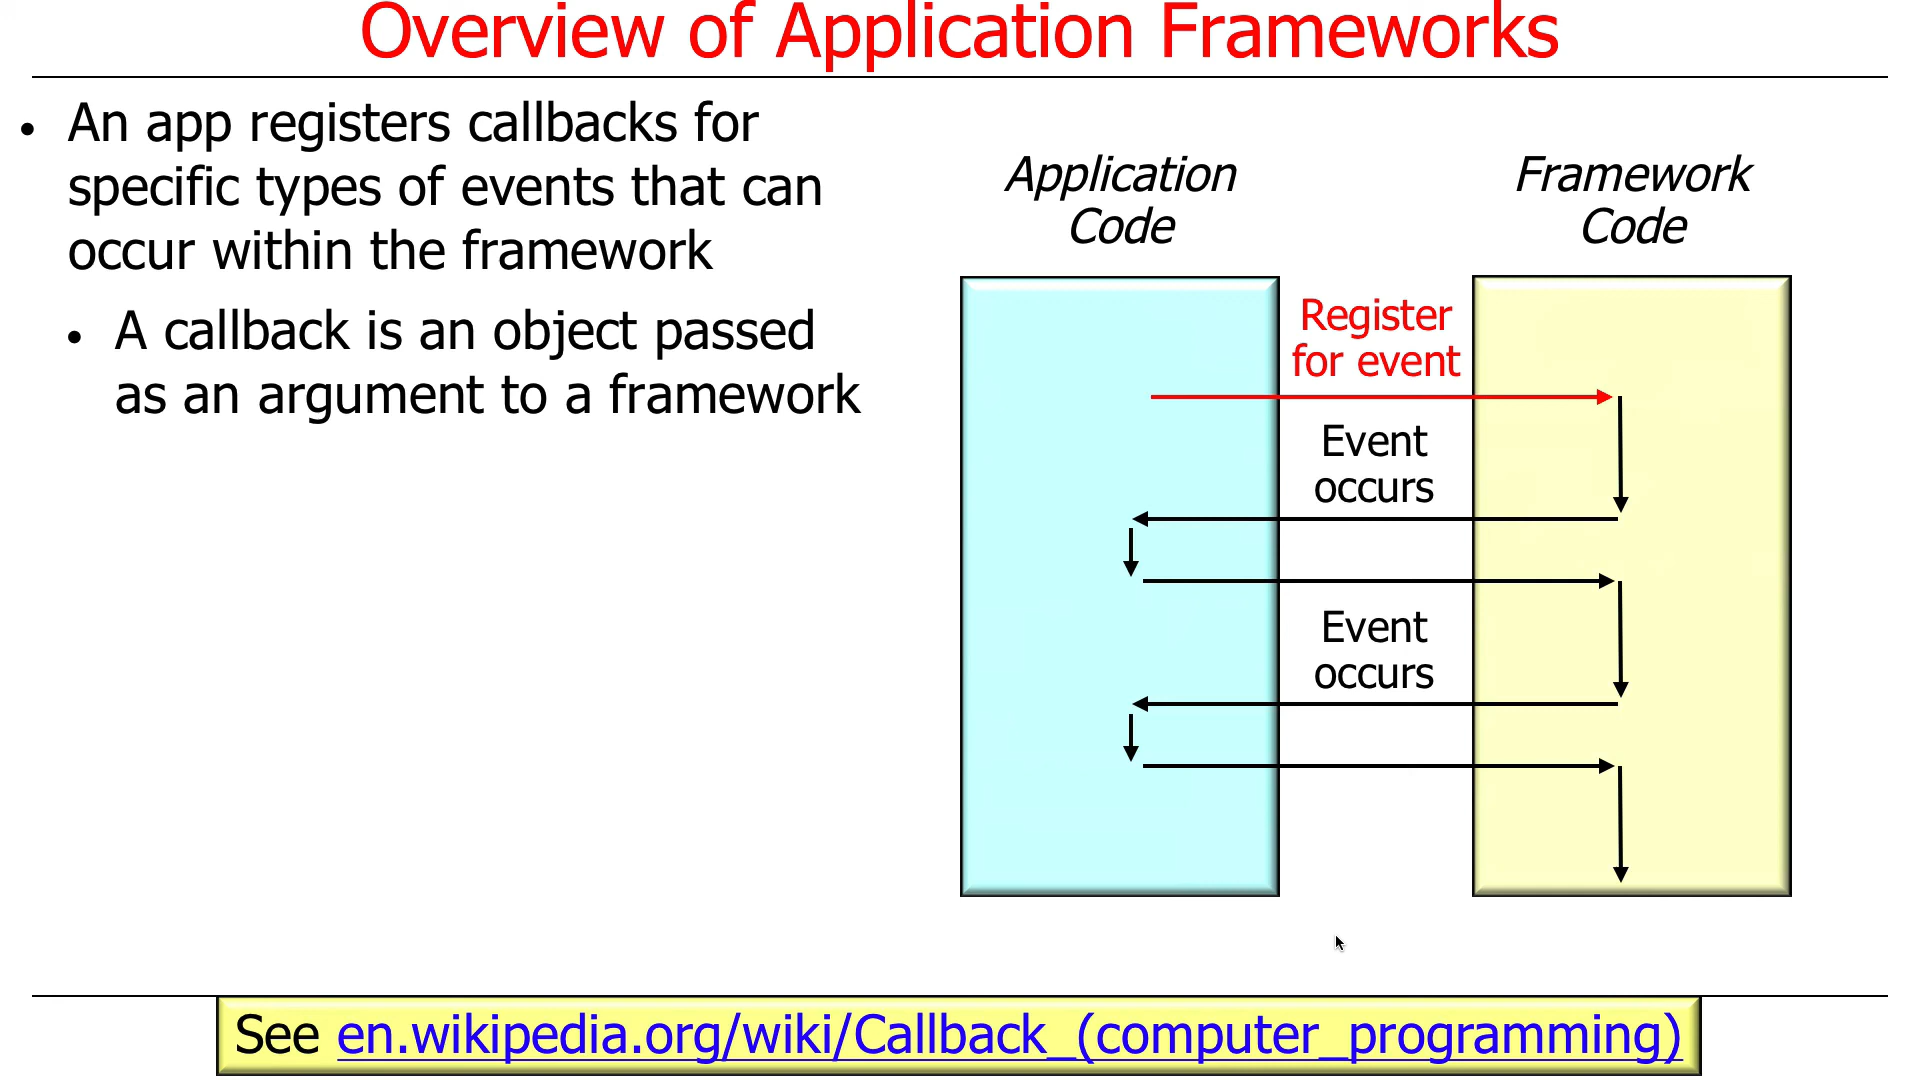 Overview of Application Frameworks
• An app registers callbacks for
specific types of events that can
occur within the framework
• A callback is an object passed
as an argument to a framework
Application
Code
Framework
Code
Register
for event
Event
occurs
Event
occurs
See en.wikipedia.org/wiki/Callback_(computer_programming)